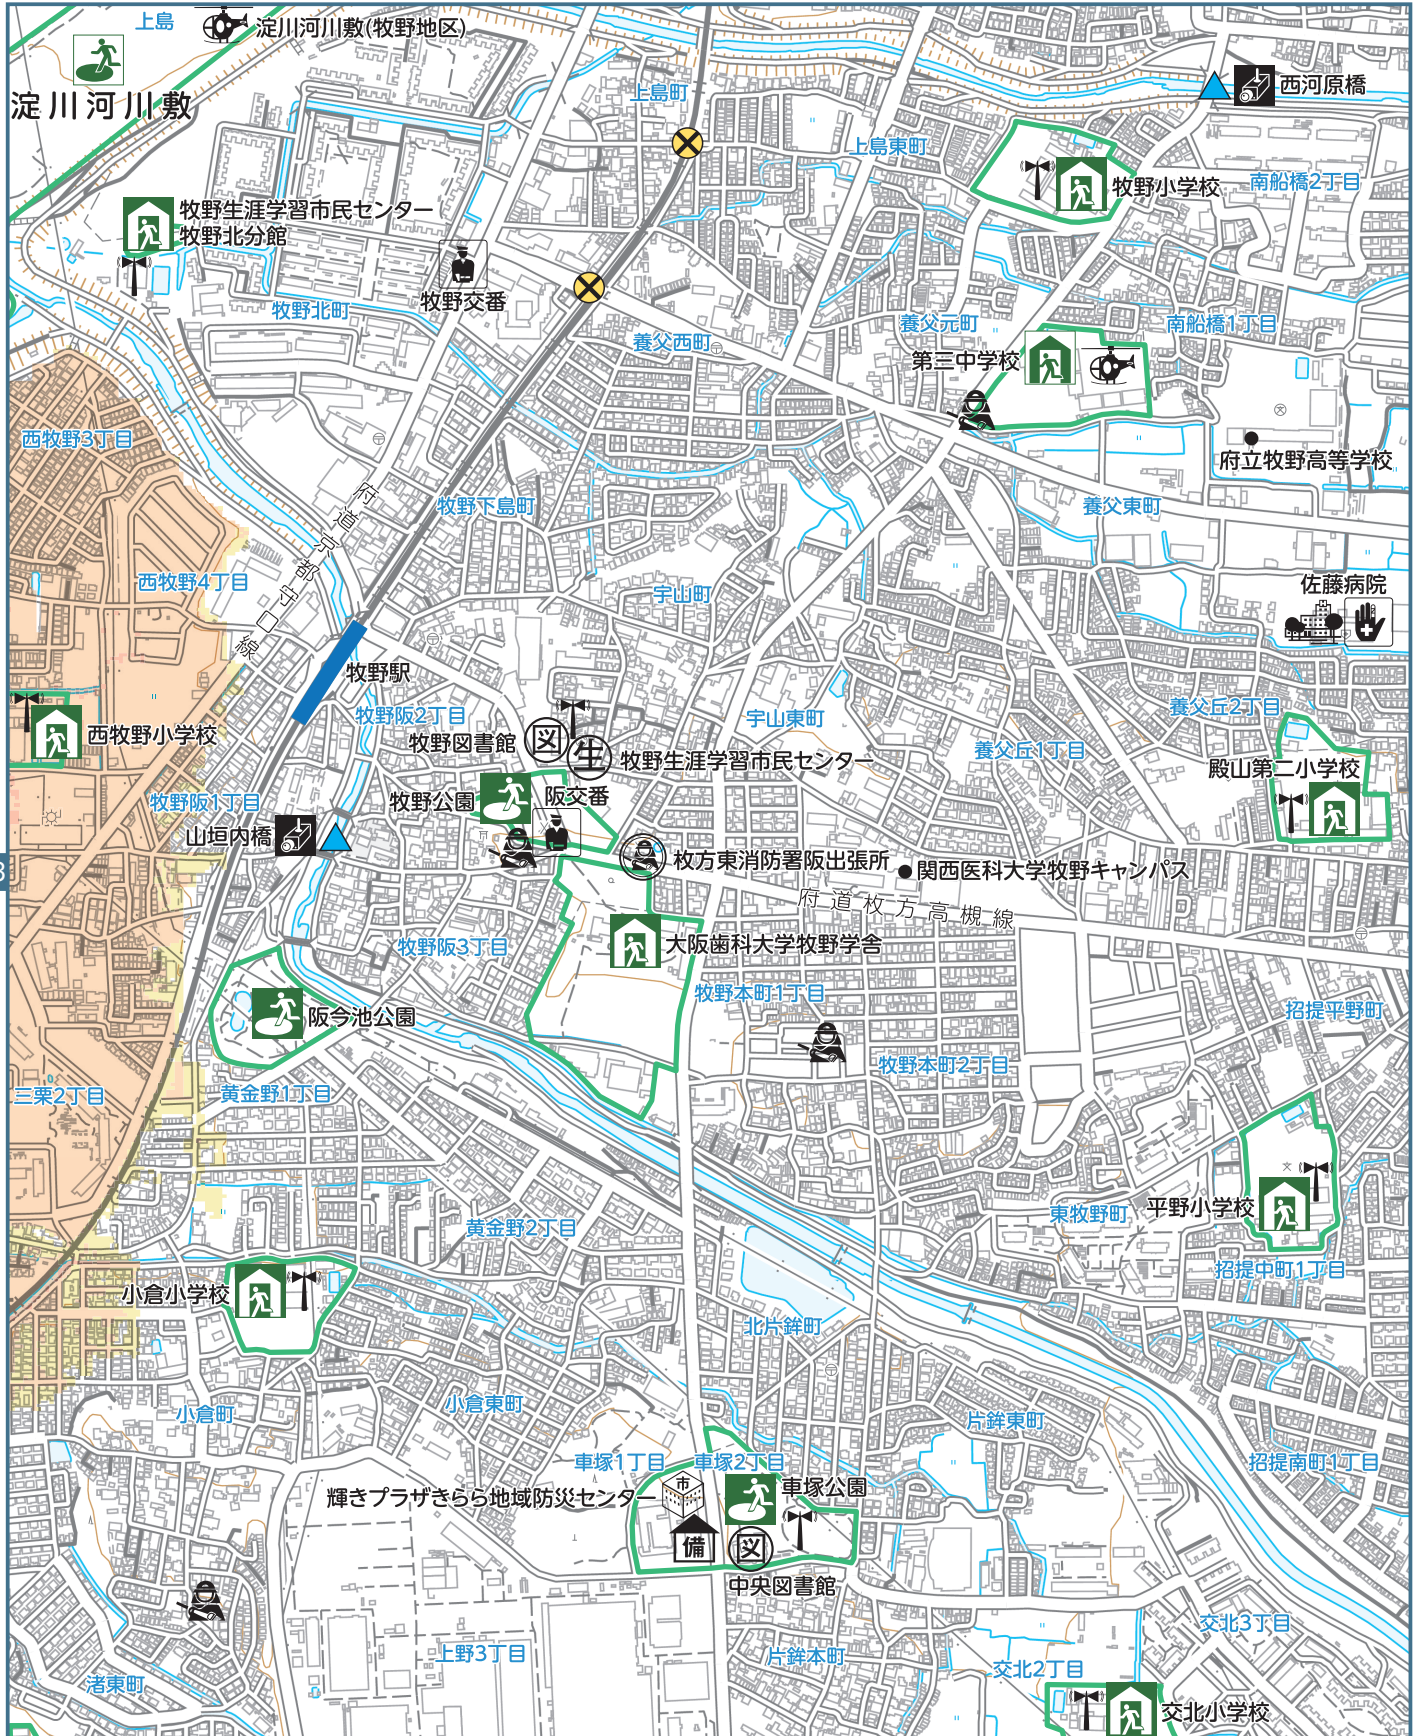 上島
淀川河川敷(牧野地区)
淀川河川敷
上島町
西河原橋
上島東町
牧野小学校
南船橋2丁目
牧野生涯学習市民センター
牧野北分館
牧野交番
牧野北町
養父西町
養父元町
南船橋1丁目
第三中学校
西牧野3丁目
府立牧野高等学校
牧野下島町
養父東町
府道京都守口線
西牧野4丁目
宇山町
佐藤病院
牧野駅
西牧野小学校
牧野阪2丁目
宇山東町
養父丘2丁目
牧野図書館
図
生
牧野生涯学習市民センター
養父丘1丁目
殿山第二小学校
牧野阪1丁目
牧野公園
阪交番
山垣内橋
枚方東消防署阪出張所
関西医科大学牧野キャンパス
府道枚方高槻線
牧野阪3丁目
大阪歯科大学牧野学舎
牧野本町1丁目
阪今池公園
招提平野町
牧野本町2丁目
三栗2丁目
黄金野1丁目
平野小学校
東牧野町
黄金野2丁目
招提中町1丁目
小倉小学校
北片鉾町
小倉町
小倉東町
片鉾東町
車塚1丁目
車塚2丁目
招提南町1丁目
輝きプラザきらら地域防災センター
市
車塚公園
備
図
中央図書館
上野3丁目
片鉾本町
交北3丁目
交北2丁目
渚東町
交北小学校